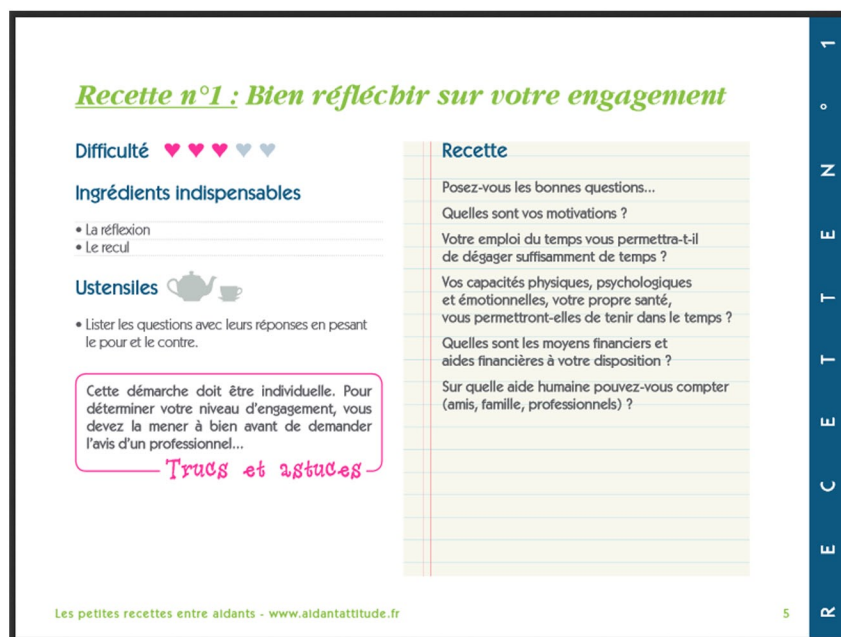 Recette n°1 : Bien réfléchir sur votre engagement
Difficulté
Ingrédients indispensables
• La réflexion
• Le recul
Ustensiles
• Lister les questions avec leurs réponses en pesant
le pour et le contre.
Cette démarche doit être individuelle. Pour
déterminer votre niveau d'engagement, vous
devez la mener à bien avant de demander
l'avis d'un professionnel...
Trucs et astuces
Recette
Posez-vous les bonnes questions...
Quelles sont vos motivations ?
Votre emploi du temps vous permettra-t-il
de dégager suffisamment de temps ?
Vos capacités physiques, psychologiques
et émotionnelles, votre propre santé,
vous permettront-elles de tenir dans le temps ?
Quelles sont les moyens financiers et
aides financières à votre disposition ?
Sur quelle aide humaine pouvez-vous compter
(amis, famille, professionnels) ?
Les petites recettes entre aidants - www.aidantattitude.fr
5
RECETTE N°1